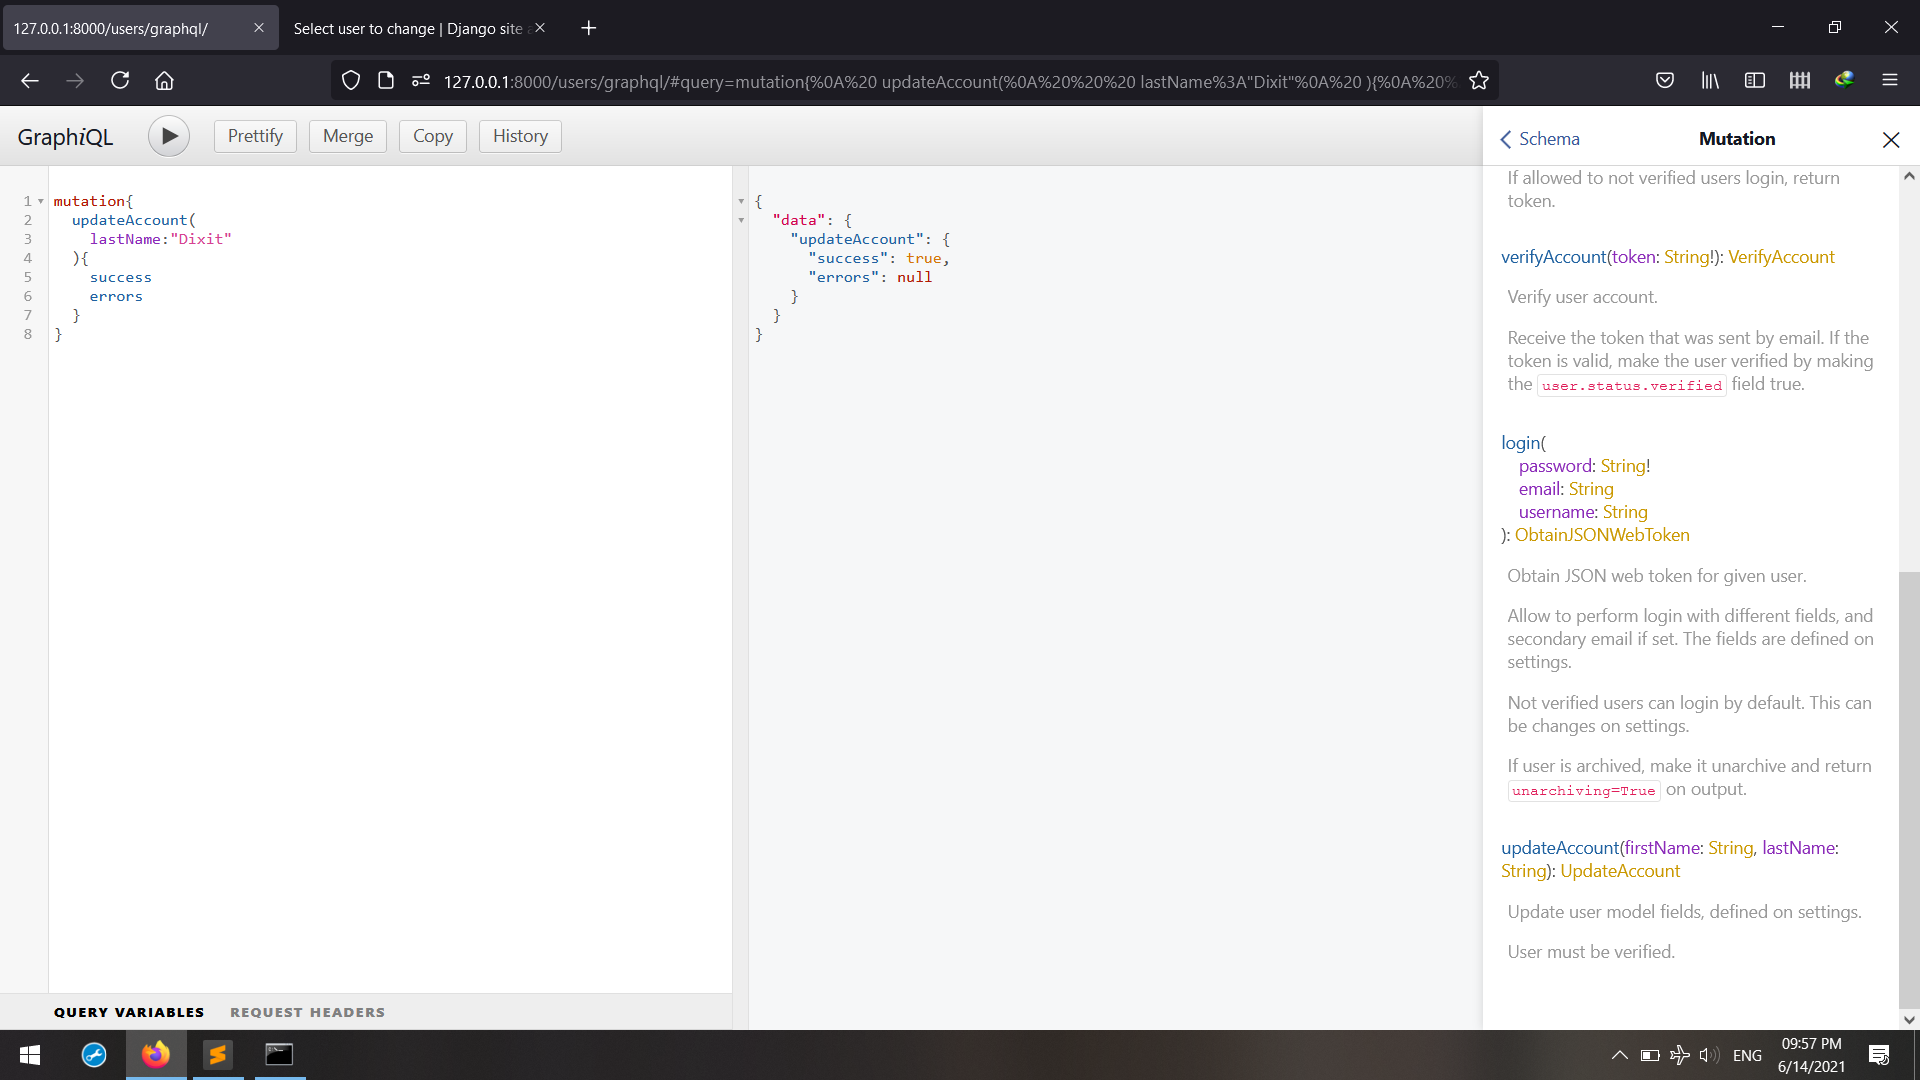 127.0.0.1:8000/users/graphql/
Select user to change | Django site a
127.0.0.1:8000/users/graphql/#query=mutation{%0A%20 updateAccount(%0A%20%20%20 lastName%3A"Dixit"%0A%20 ){%0A%20%
GraphiQL
Prettify
Merge
Copy
History
Schema
Mutation
1 mutation{
2 updateAccount(
3 lastName:"Dixit"
4 ){
5 success
6 errors
7 }
8 }
{
"data": {
"updateAccount": {
"success": true,
"errors": null
}
}
}
If allowed to not verified users login, return
token.
verifyAccount(token: String!): VerifyAccount
Verify user account.
Receive the token that was sent by email. If the
token is valid, make the user verified by making
the user.status.verified field true.
login(
password: String!
email: String
username: String
): ObtainJSONWebToken
Obtain JSON web token for given user.
Allow to perform login with different fields, and
secondary email if set. The fields are defined on
settings.
Not verified users can login by default. This can
be changes on settings.
If user is archived, make it unarchive and return
unarchiving=True on output.
updateAccount(firstName: String, lastName:
String): UpdateAccount
Update user model fields, defined on settings.
User must be verified.
QUERY VARIABLES
REQUEST HEADERS
ENG
09:57 PM
6/14/2021